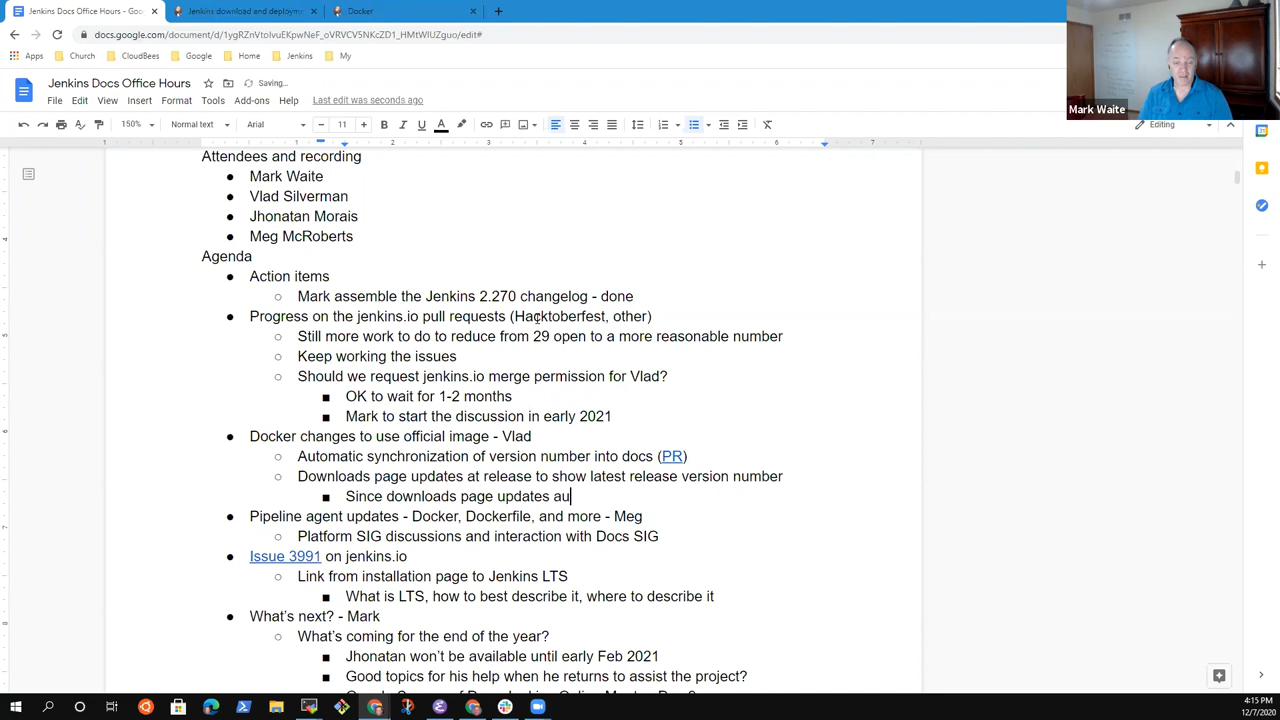 Jenkins Docs Office Hours - Goo
Jenkins download and deploym
Docker
docs.google.com/document/d/1ygRZnVtoIvuEKpwNeF_oVRVCV5NKcZD1_HMtWIUZguo/edit#
Apps
Church
CloudBees
Google
Home
Jenkins
My
Jenkins Docs Office Hours
Saving...
File Edit View Insert Format Tools Add-ons Help Last edit was seconds ago
150% Normal text Arial 11 Editing
1 1 2 3 4 5 6 7
Mark Waite
Attendees and recording
● Mark Waite
● Vlad Silverman
● Jhonatan Morais
● Meg McRoberts
Agenda
● Action items
○ Mark assemble the Jenkins 2.270 changelog - done
● Progress on the jenkins.io pull requests (Hacktoberfest, other)
○ Still more work to do to reduce from 29 open to a more reasonable number
○ Keep working the issues
○ Should we request jenkins.io merge permission for Vlad?
■ OK to wait for 1-2 months
■ Mark to start the discussion in early 2021
● Docker changes to use official image - Vlad
○ Automatic synchronization of version number into docs (PR)
○ Downloads page updates at release to show latest release version number
■ Since downloads page updates au
● Pipeline agent updates - Docker, Dockerfile, and more - Meg
○ Platform SIG discussions and interaction with Docs SIG
● Issue 3991 on jenkins.io
○ Link from installation page to Jenkins LTS
■ What is LTS, how to best describe it, where to describe it
● What's next? - Mark
○ What's coming for the end of the year?
■ Jhonatan won't be available until early Feb 2021
■ Good topics for his help when he returns to assist the project?
4:15 PM
12/7/2020